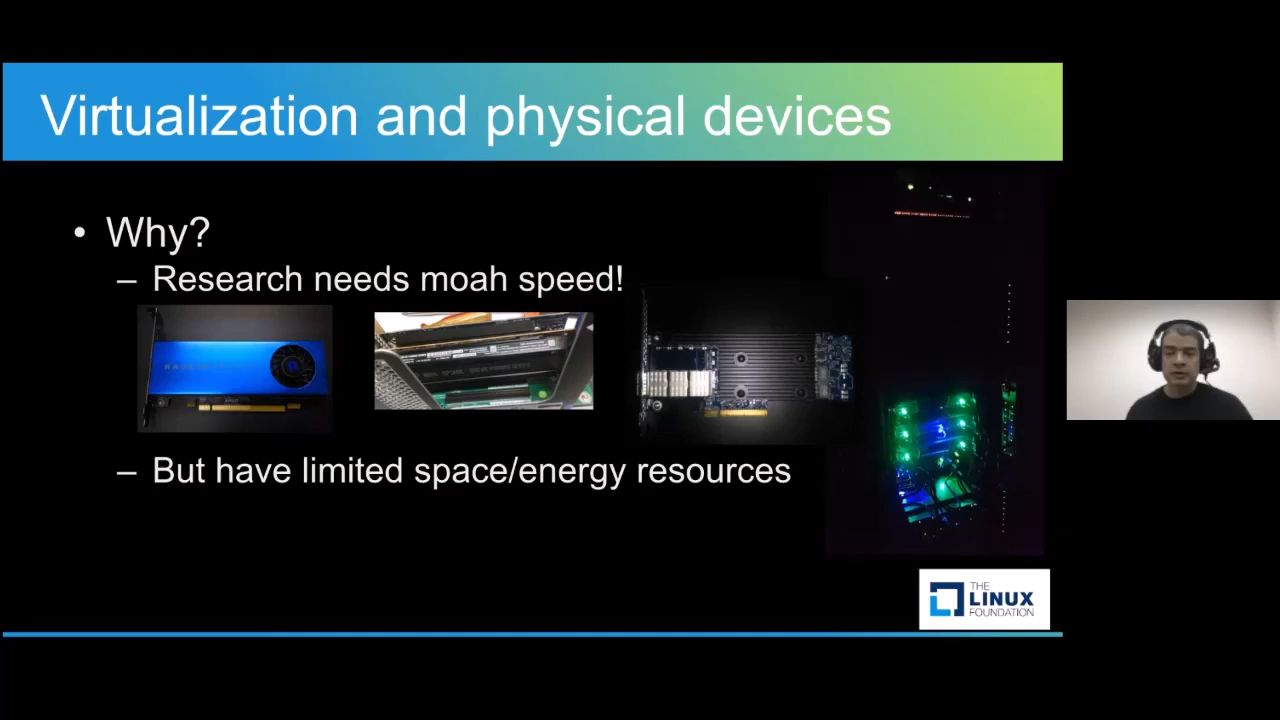 Virtualization and physical devices
• Why?
– Research needs moah speed!
– But have limited space/energy resources
THE
LINUX
FOUNDATION